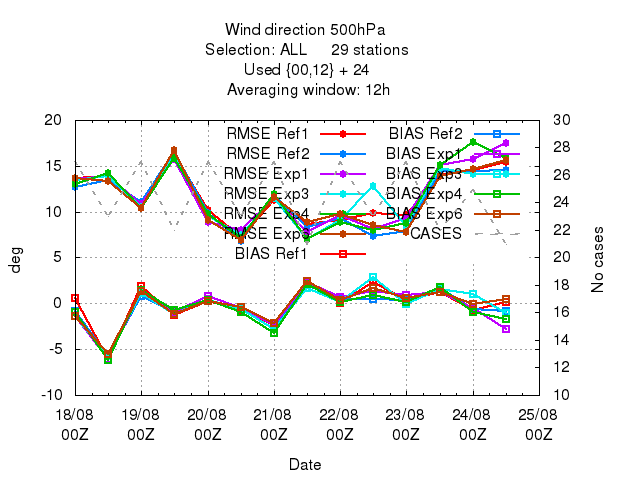 Wind direction 500hPa
Selection: ALL     29 stations
Used {00,12} + 24
Averaging window: 12h
20 30
RMSE Ref1 BIAS Ref2
RMSE Ref2 BIAS Exp1
RMSE Exp1 BIAS Exp3
RMSE Exp3 BIAS Exp4
RMSE Exp4 BIAS Exp6
RMSE Exp6 CASES
BIAS Ref1
15
10
5
0
-5
-10
28
26
24
22
20
18
16
14
12
10
deg
No cases
18/08 19/08 20/08 21/08 22/08 23/08 24/08 25/08
00Z 00Z 00Z 00Z 00Z 00Z 00Z 00Z
Date